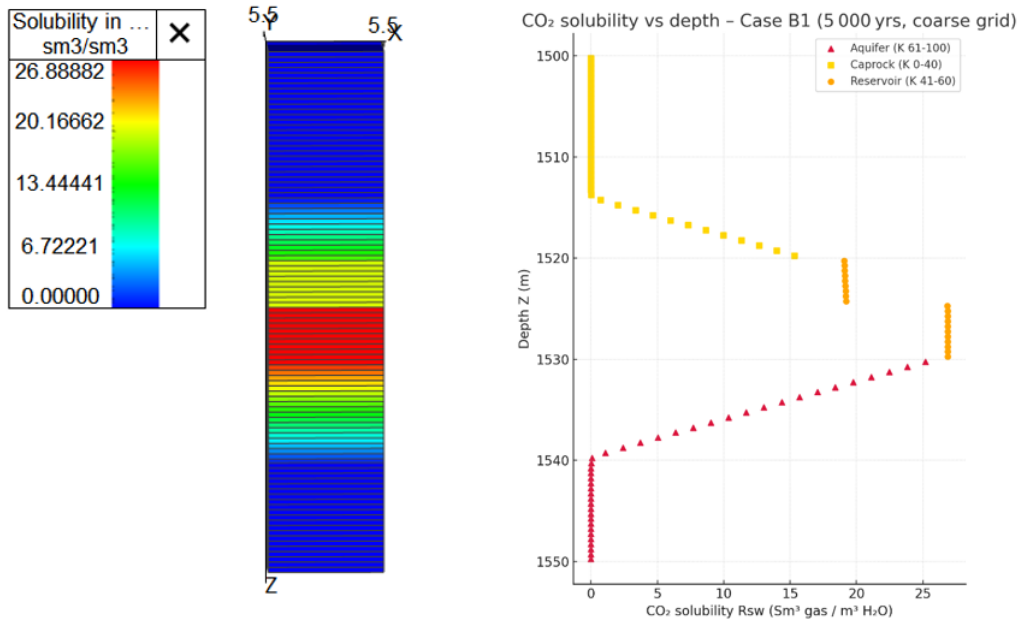 Solubility in ...
sm3/sm3
26.88882
20.16662
13.44441
6.72221
0.00000
5.5
Y
5.5
X
Z
CO₂ solubility vs depth – Case B1 (5 000 yrs, coarse grid)
Aquifer (K 61-100)
Caprock (K 0-40)
Reservoir (K 41-60)
Depth Z (m)
1500
1510
1520
1530
1540
1550
0 5 10 15 20 25
CO₂ solubility Rsw (Sm³ gas / m³ H₂O)